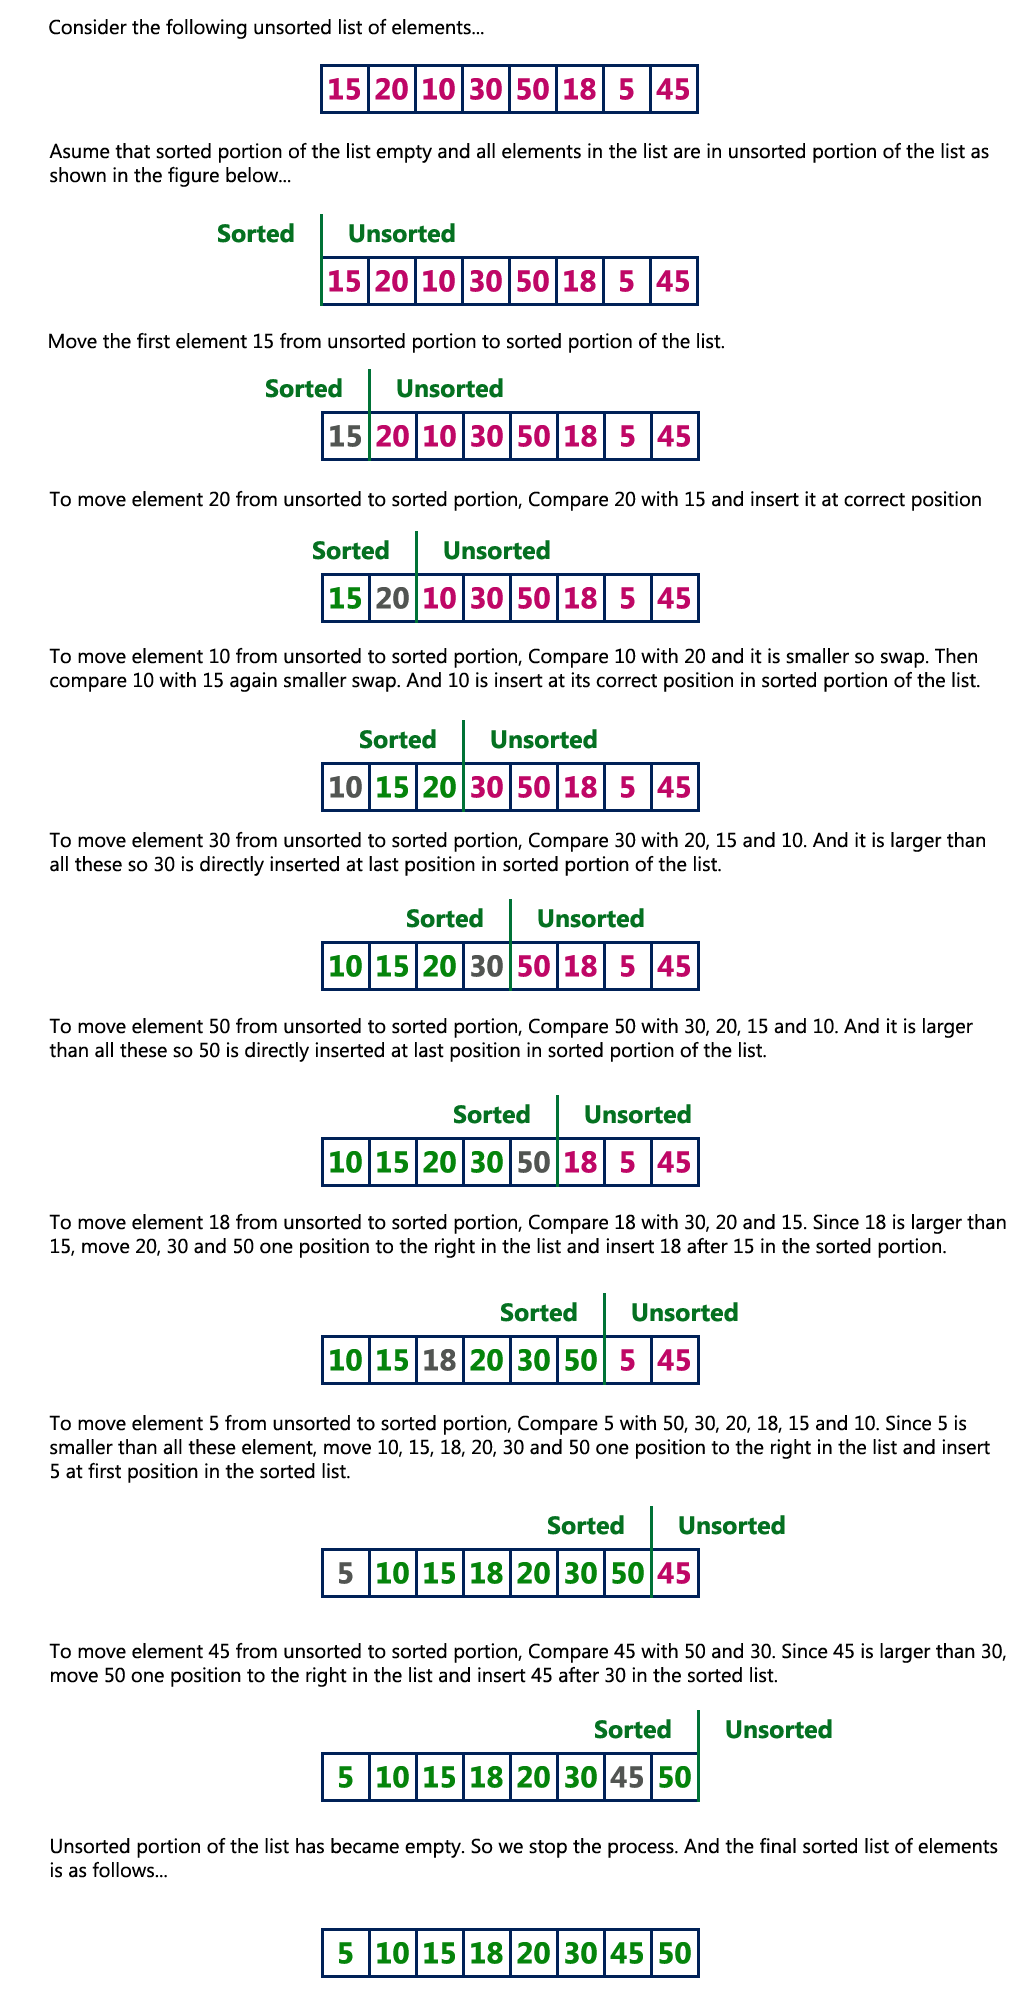 Consider the following unsorted list of elements...
15 20 10 30 50 18 5 45
Asume that sorted portion of the list empty and all elements in the list are in unsorted portion of the list as
shown in the figure below...
Sorted Unsorted
15 20 10 30 50 18 5 45
Move the first element 15 from unsorted portion to sorted portion of the list.
Sorted Unsorted
15 20 10 30 50 18 5 45
To move element 20 from unsorted to sorted portion, Compare 20 with 15 and insert it at correct position
Sorted Unsorted
15 20 10 30 50 18 5 45
To move element 10 from unsorted to sorted portion, Compare 10 with 20 and it is smaller so swap. Then
compare 10 with 15 again smaller swap. And 10 is insert at its correct position in sorted portion of the list.
Sorted Unsorted
10 15 20 30 50 18 5 45
To move element 30 from unsorted to sorted portion, Compare 30 with 20, 15 and 10. And it is larger than
all these so 30 is directly inserted at last position in sorted portion of the list.
Sorted Unsorted
10 15 20 30 50 18 5 45
To move element 50 from unsorted to sorted portion, Compare 50 with 30, 20, 15 and 10. And it is larger
than all these so 50 is directly inserted at last position in sorted portion of the list.
Sorted Unsorted
10 15 20 30 50 18 5 45
To move element 18 from unsorted to sorted portion, Compare 18 with 30, 20 and 15. Since 18 is larger than
15, move 20, 30 and 50 one position to the right in the list and insert 18 after 15 in the sorted portion.
Sorted Unsorted
10 15 18 20 30 50 5 45
To move element 5 from unsorted to sorted portion, Compare 5 with 50, 30, 20, 18, 15 and 10. Since 5 is
smaller than all these element, move 10, 15, 18, 20, 30 and 50 one position to the right in the list and insert
5 at first position in the sorted list.
Sorted Unsorted
5 10 15 18 20 30 50 45
To move element 45 from unsorted to sorted portion, Compare 45 with 50 and 30. Since 45 is larger than 30,
move 50 one position to the right in the list and insert 45 after 30 in the sorted list.
Sorted Unsorted
5 10 15 18 20 30 45 50
Unsorted portion of the list has became empty. So we stop the process. And the final sorted list of elements
is as follows...
5 10 15 18 20 30 45 50